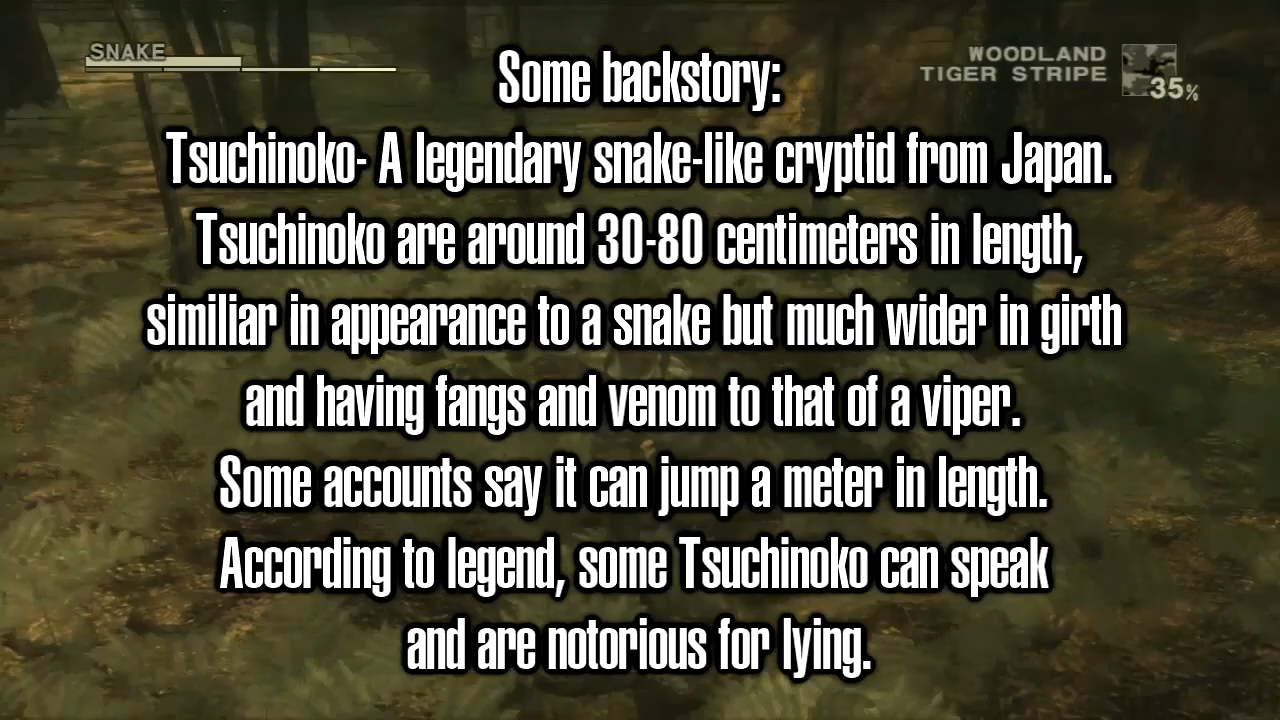 SNAKE
WOODLAND
TIGER STRIPE
35%
Some backstory:
Tsuchinoko- A legendary snake-like cryptid from Japan.
Tsuchinoko are around 30-80 centimeters in length,
similiar in appearance to a snake but much wider in girth
and having fangs and venom to that of a viper.
Some accounts say it can jump a meter in length.
According to legend, some Tsuchinoko can speak
and are notorious for lying.